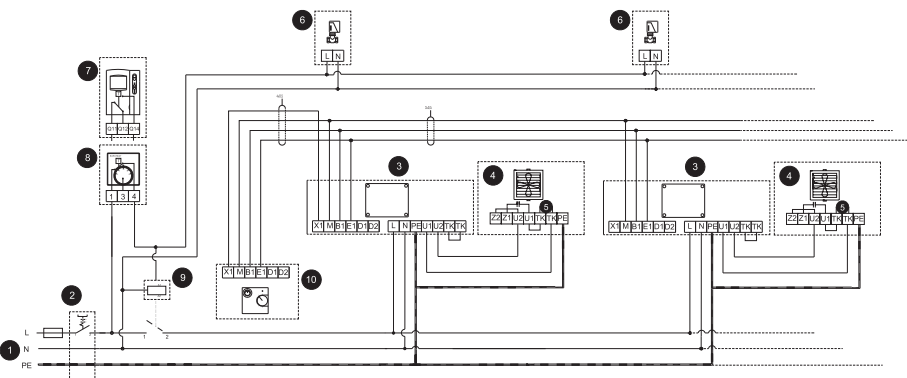 6
6
L N
L N
7
Q11 Q12 Q14
8
1 3 4
3
4
5
X1 M B1 E1 D1 D2
L N PE U1 U2 TK TK
Z2 Z1 U2 U1 TK TK PE
3
4
5
X1 M B1 E1 D1 D2
L N PE U1 U2 TK TK
Z2 Z1 U2 U1 TK TK PE
9
X1 M B1 E1 D1 D2
10
2
L
1 2
1 N
PE